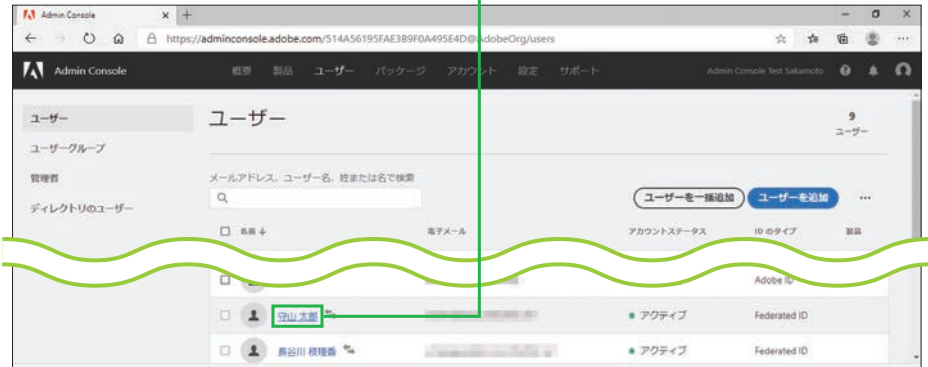 Admin Console
https://adminconsole.adobe.com/514A56195FAE3B9F0A495E4D@AdobeOrg/users
Admin Console 概要 製品 ユーザー パッケージ アカウント 設定 サポート Admin Console Test Sakamoto
ユーザー
ユーザーグループ
管理者
ディレクトリのユーザー
ユーザー
9
ユーザー
メールアドレス、ユーザー名、姓または名で検索
ユーザーを一括追加 ユーザーを追加
名前 電子メール アカウントステータス ID のタイプ 製品
Adobe ID
守山 太郎 アクティブ Federated ID
長谷川 枝理香 アクティブ Federated ID